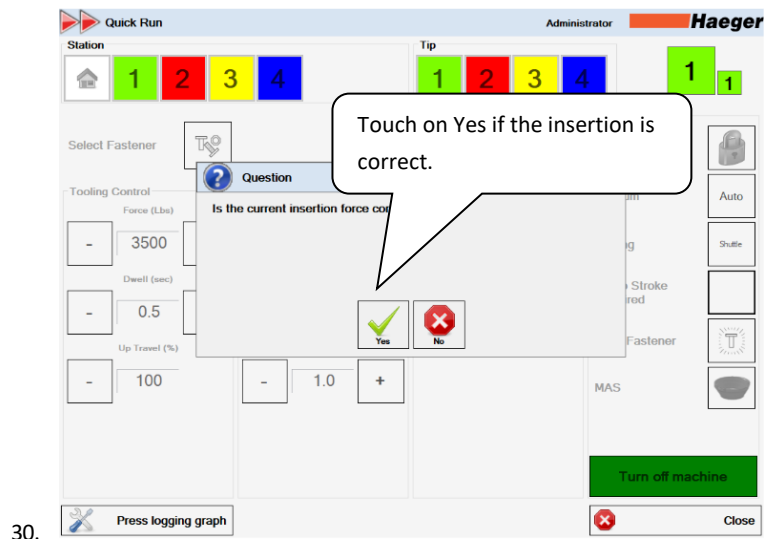 Quick Run
Administrator
Haeger
Station
1 2 3 4
Tip
1 2 3 4
1 1
Touch on Yes if the insertion is
correct.
Select Fastener
Question
Is the current insertion force
Tooling Control
Force (Lbs)
- 3500
Auto
Shuttle
Dwell (sec)
- 0.5
Stroke
Yes
No
Fastener
Up Travel (%)
- 100
- 1.0 +
MAS
Turn off machine
Press logging graph
Close
30.